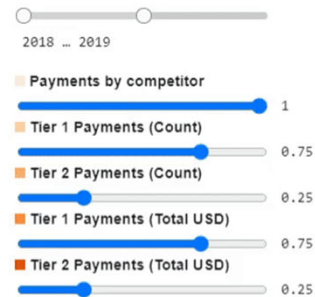 2018 … 2019
Payments by competitor
1
Tier 1 Payments (Count)
0.75
Tier 2 Payments (Count)
0.25
Tier 1 Payments (Total USD)
0.75
Tier 2 Payments (Total USD)
0.25